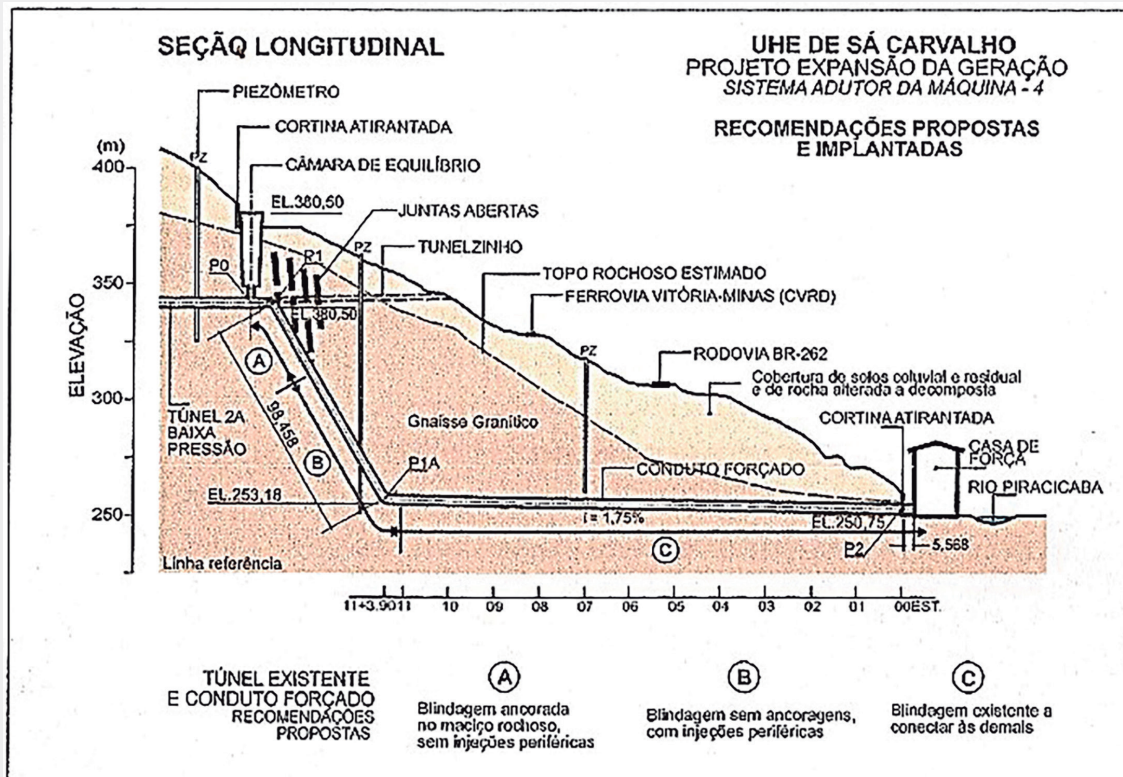 SEÇÃO LONGITUDINAL
UHE DE SÁ CARVALHO
PROJETO EXPANSÃO DA GERAÇÃO
SISTEMA ADUTOR DA MÁQUINA - 4
RECOMENDAÇÕES PROPOSTAS
E IMPLANTADAS
PIEZÔMETRO
CORTINA ATIRANTADA
CÂMARA DE EQUILÍBRIO
(m)
400
350
300
250
ELEVAÇÃO
PZ
EL.380,50
JUNTAS ABERTAS
PZ
TUNELZINHO
P0
P1
EL.380,50
TOPO ROCHOSO ESTIMADO
FERROVIA VITÓRIA-MINAS (CVRD)
PZ
RODOVIA BR-262
Cobertura de solos coluvial e residual
e de rocha alterada a decomposta
CORTINA ATIRANTADA
CASA DE
FORÇA
RIO PIRACICABA
A
TÚNEL 2A
BAIXA
PRESSÃO
98,458
B
Gnaisse Granítico
P1A
CONDUTO FORÇADO
EL.253,18
i = 1,75%
EL.250,75
P2
5,568
C
Linha referência
11+3.90 11 10 09 08 07 06 05 04 03 02 01 00EST.
TÚNEL EXISTENTE
E CONDUTO FORÇADO
RECOMENDAÇÕES
PROPOSTAS
A
Blindagem ancorada
no maciço rochoso,
sem injeções periféricas
B
Blindagem sem ancoragens,
com injeções periféricas
C
Blindagem existente a
conectar às demais